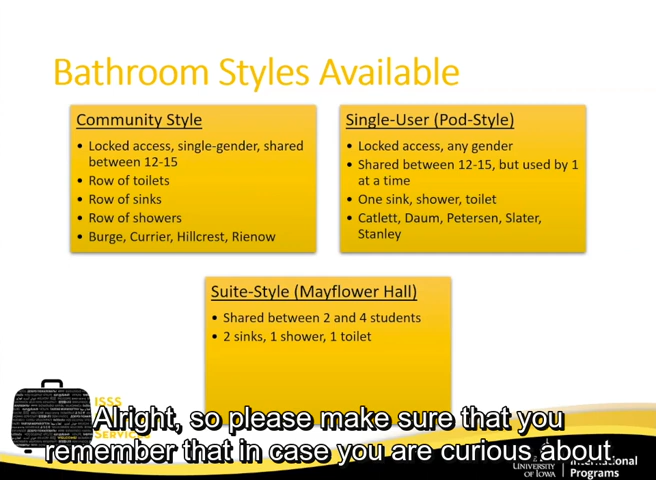 Bathroom Styles Available
Community Style
• Locked access, single-gender, shared
between 12-15
• Row of toilets
• Row of sinks
• Row of showers
• Burge, Currier, Hillcrest, Rienow
Single-User (Pod-Style)
• Locked access, any gender
• Shared between 12-15, but used by 1
at a time
• One sink, shower, toilet
• Catlett, Daum, Petersen, Slater,
Stanley
Suite-Style (Mayflower Hall)
• Shared between 2 and 4 students
• 2 sinks, 1 shower, 1 toilet
ISSS
SERVICES
Alright, so please make sure that you
remember that in case you are curious about
UNIVERSITY
OF IOWA
International
Programs